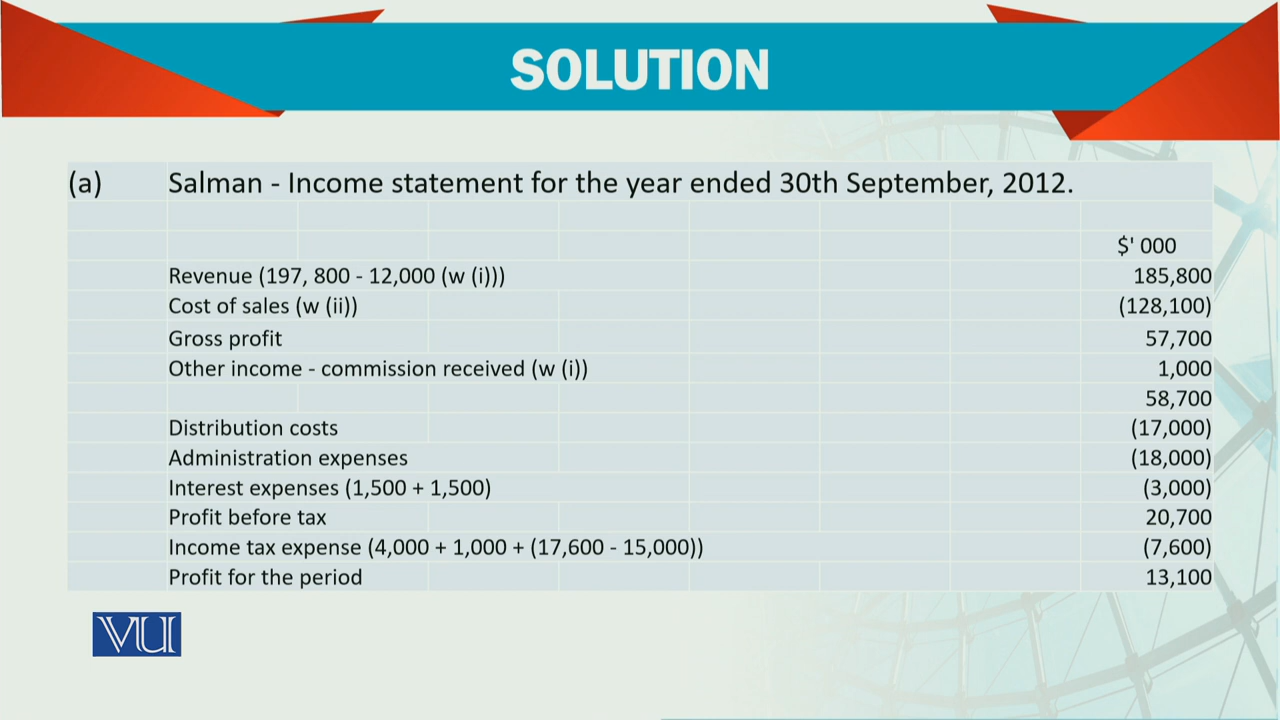 SOLUTION
(a) Salman - Income statement for the year ended 30th September, 2012.
$' 000
Revenue (197, 800 - 12,000 (w (i))) 185,800
Cost of sales (w (ii)) (128,100)
Gross profit 57,700
Other income - commission received (w (i)) 1,000
58,700
Distribution costs (17,000)
Administration expenses (18,000)
Interest expenses (1,500 + 1,500) (3,000)
Profit before tax 20,700
Income tax expense (4,000 + 1,000 + (17,600 - 15,000)) (7,600)
Profit for the period 13,100
VU